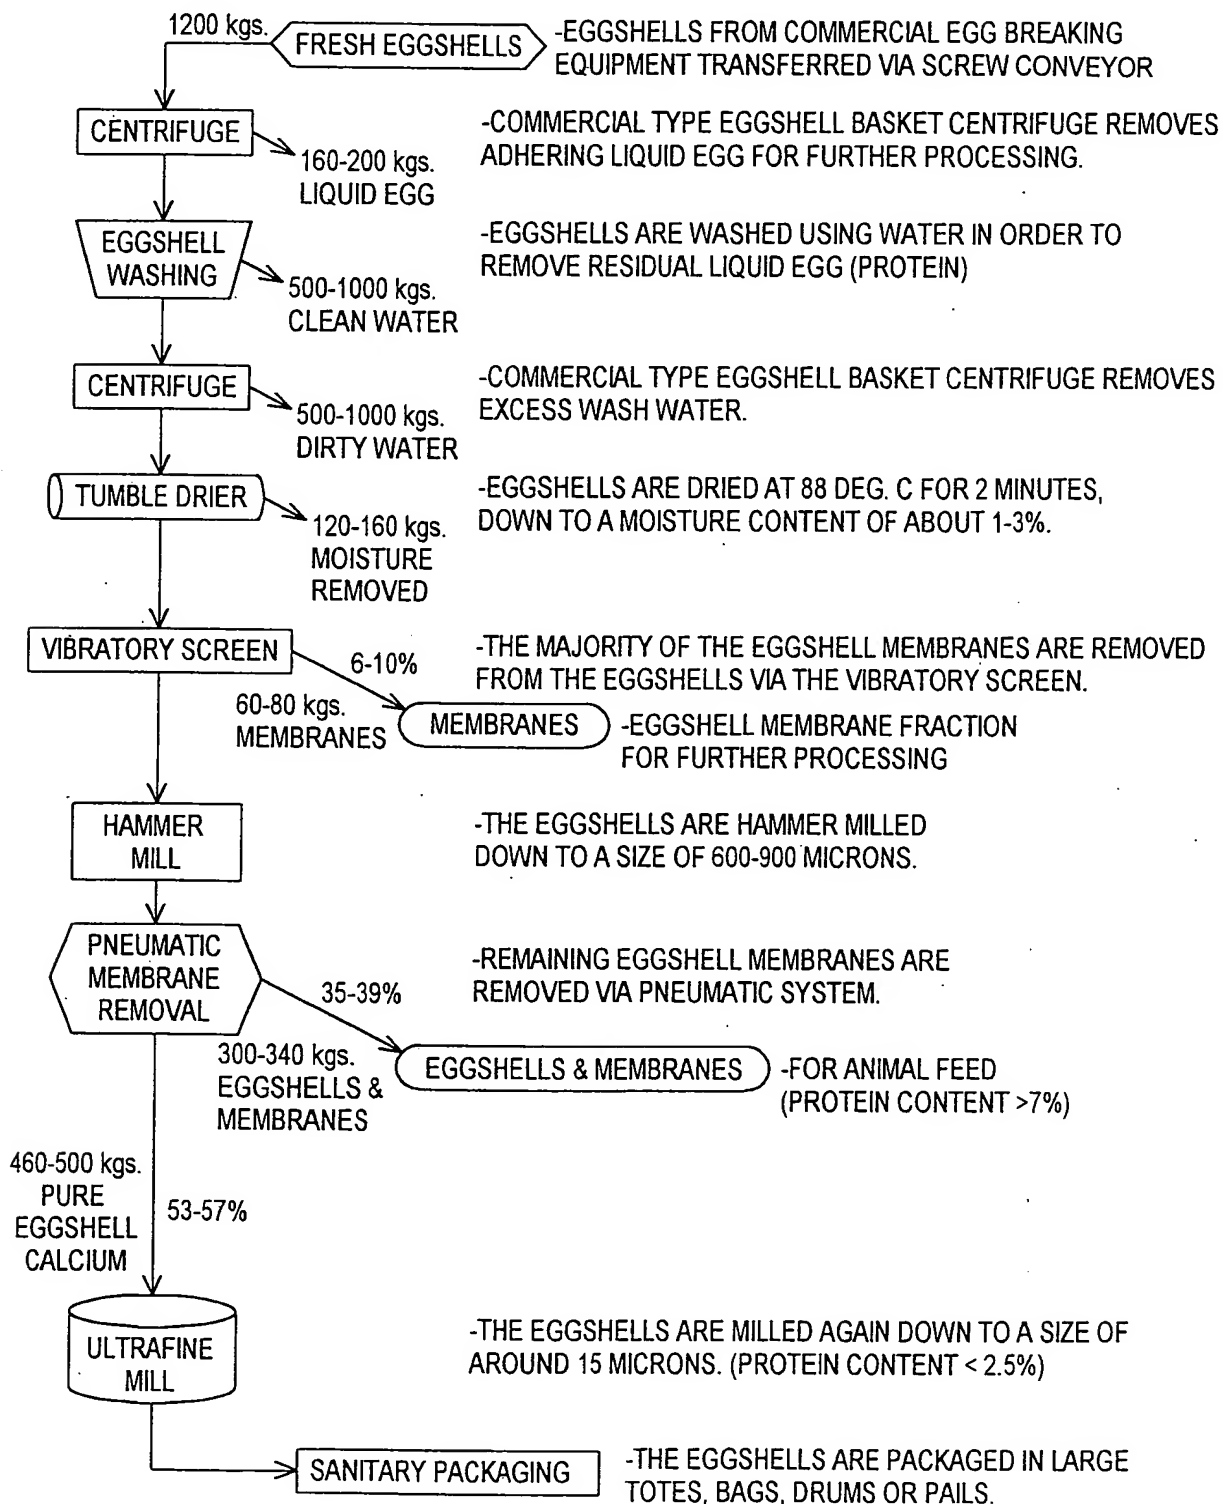 1200 kgs.
FRESH EGGSHELLS
-EGGSHELLS FROM COMMERCIAL EGG BREAKING
EQUIPMENT TRANSFERRED VIA SCREW CONVEYOR
CENTRIFUGE
160-200 kgs.
LIQUID EGG
-COMMERCIAL TYPE EGGSHELL BASKET CENTRIFUGE REMOVES
ADHERING LIQUID EGG FOR FURTHER PROCESSING.
EGGSHELL
WASHING
500-1000 kgs.
CLEAN WATER
-EGGSHELLS ARE WASHED USING WATER IN ORDER TO
REMOVE RESIDUAL LIQUID EGG (PROTEIN)
CENTRIFUGE
500-1000 kgs.
DIRTY WATER
-COMMERCIAL TYPE EGGSHELL BASKET CENTRIFUGE REMOVES
EXCESS WASH WATER.
TUMBLE DRIER
120-160 kgs.
MOISTURE
REMOVED
-EGGSHELLS ARE DRIED AT 88 DEG. C FOR 2 MINUTES,
DOWN TO A MOISTURE CONTENT OF ABOUT 1-3%.
VIBRATORY SCREEN
6-10%
60-80 kgs.
MEMBRANES
-THE MAJORITY OF THE EGGSHELL MEMBRANES ARE REMOVED
FROM THE EGGSHELLS VIA THE VIBRATORY SCREEN.
MEMBRANES
-EGGSHELL MEMBRANE FRACTION
FOR FURTHER PROCESSING
HAMMER
MILL
-THE EGGSHELLS ARE HAMMER MILLED
DOWN TO A SIZE OF 600-900 MICRONS.
PNEUMATIC
MEMBRANE
REMOVAL
35-39%
-REMAINING EGGSHELL MEMBRANES ARE
REMOVED VIA PNEUMATIC SYSTEM.
300-340 kgs.
EGGSHELLS &
MEMBRANES
EGGSHELLS & MEMBRANES
-FOR ANIMAL FEED
(PROTEIN CONTENT >7%)
460-500 kgs.
PURE
EGGSHELL
CALCIUM
53-57%
ULTRAFINE
MILL
-THE EGGSHELLS ARE MILLED AGAIN DOWN TO A SIZE OF
AROUND 15 MICRONS. (PROTEIN CONTENT < 2.5%)
SANITARY PACKAGING
-THE EGGSHELLS ARE PACKAGED IN LARGE
TOTES, BAGS, DRUMS OR PAILS.